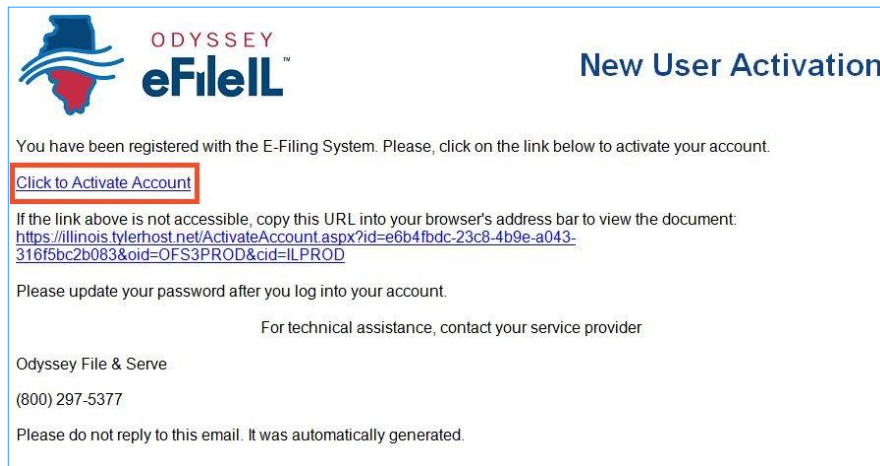 ODYSSEY
eFileIL™
New User Activation
You have been registered with the E-Filing System. Please, click on the link below to activate your account.
Click to Activate Account
If the link above is not accessible, copy this URL into your browser's address bar to view the document:
https://illinois.tylerhost.net/ActivateAccount.aspx?id=e6b4fbdc-23c8-4b9e-a043-
316f5bc2b083&oid=OFS3PROD&cid=ILPROD
Please update your password after you log into your account.
For technical assistance, contact your service provider
Odyssey File & Serve
(800) 297-5377
Please do not reply to this email. It was automatically generated.